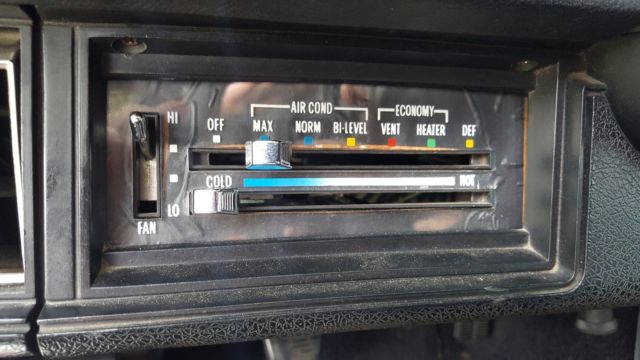 AIR COND ECONOMY
HI OFF MAX NORM BI-LEVEL VENT HEATER DEF
COLD HOT
LO
FAN